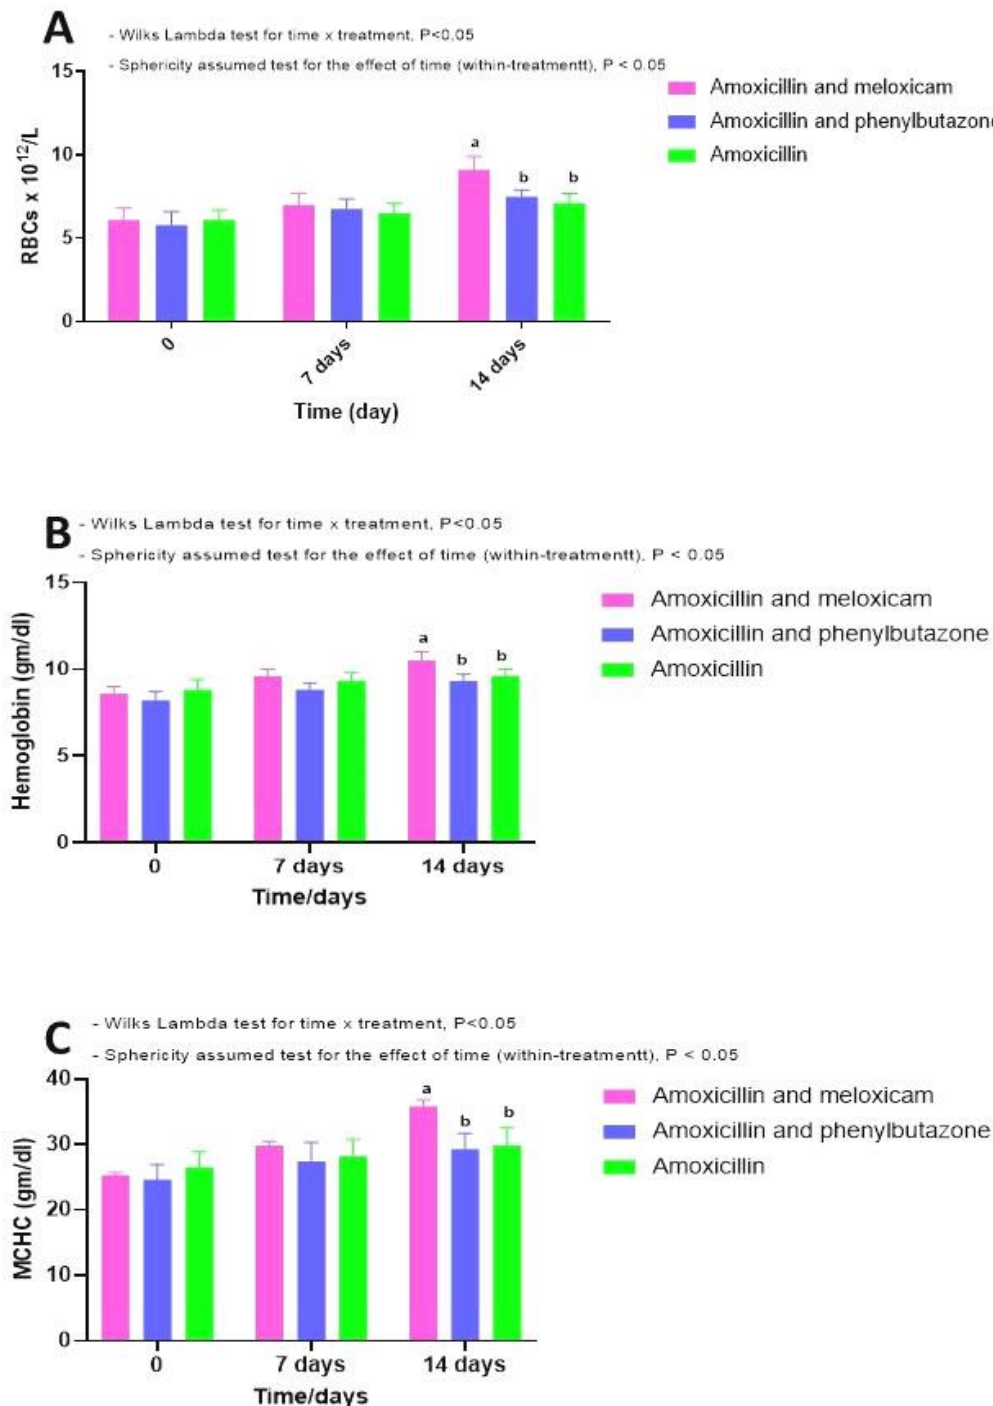 A
- Wilks Lambda test for time x treatment, P<0.05
- Sphericity assumed test for the effect of time (within-treatmentt), P < 0.05
15
10
5
0
RBCs x 10¹²/L
a
b
b
0
7 days
14 days
Time (day)
Amoxicillin and meloxicam
Amoxicillin and phenylbutazone
Amoxicillin
B
- Wilks Lambda test for time x treatment, P<0.05
- Sphericity assumed test for the effect of time (within-treatmentt), P < 0.05
15
10
5
0
Hemoglobin (gm/dl)
a
b
b
0
7 days
14 days
Time/days
Amoxicillin and meloxicam
Amoxicillin and phenylbutazone
Amoxicillin
C
- Wilks Lambda test for time x treatment, P<0.05
- Sphericity assumed test for the effect of time (within-treatmentt), P < 0.05
40
30
20
10
0
MCHC (gm/dl)
a
b
b
0
7 days
14 days
Time/days
Amoxicillin and meloxicam
Amoxicillin and phenylbutazone
Amoxicillin